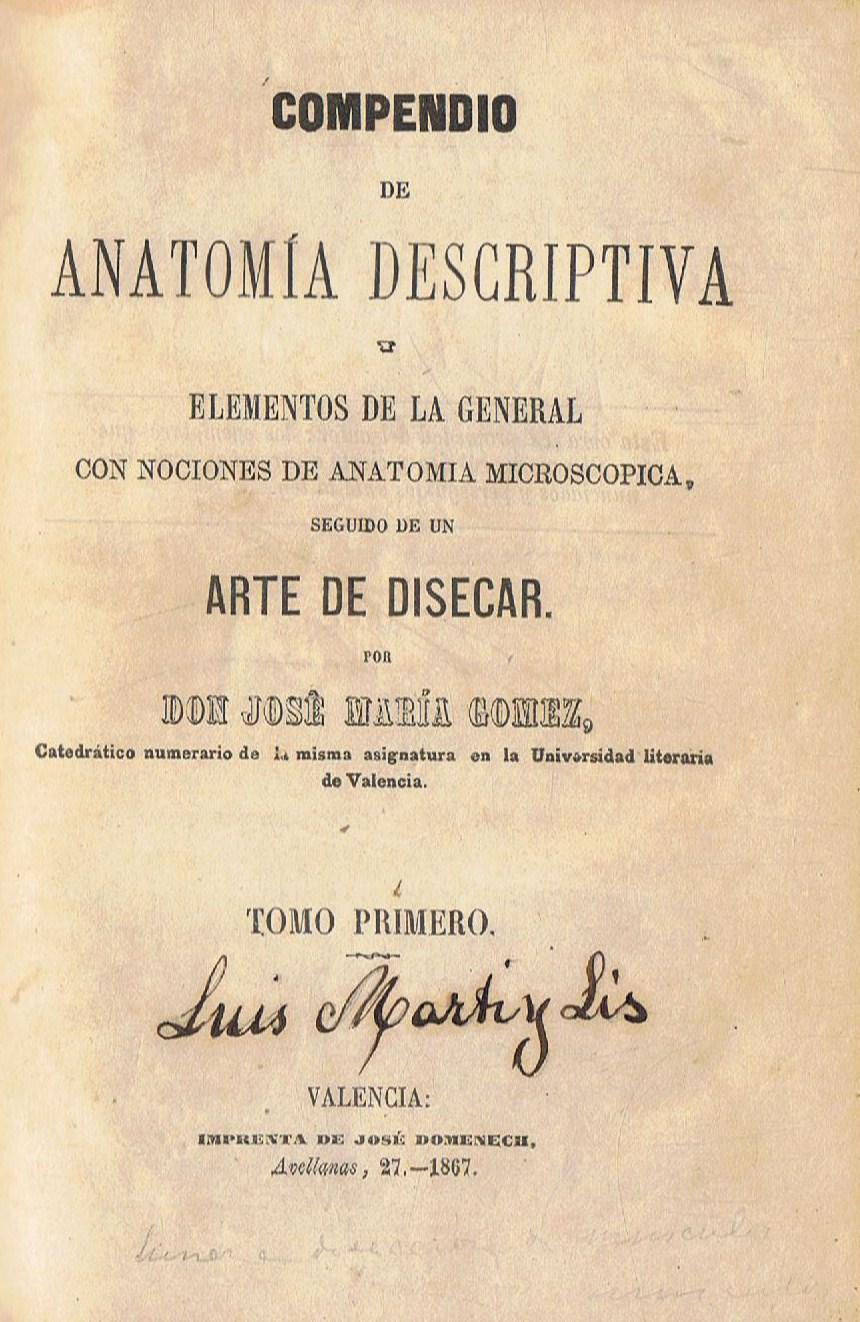 COMPENDIO
DE
ANATOMÍA DESCRIPTIVA
Y
ELEMENTOS DE LA GENERAL
CON NOCIONES DE ANATOMIA MICROSCOPICA,
SEGUIDO DE UN
ARTE DE DISECAR.
POR
DON JOSÊ MARÍA GOMEZ,
Catedrático numerario de la misma asignatura en la Universidad literaria
de Valencia.
TOMO PRIMERO.
Luis Marti y Lis
VALENCIA:
IMPRENTA DE JOSÉ DOMENECH,
Avellanas, 27.—1867.